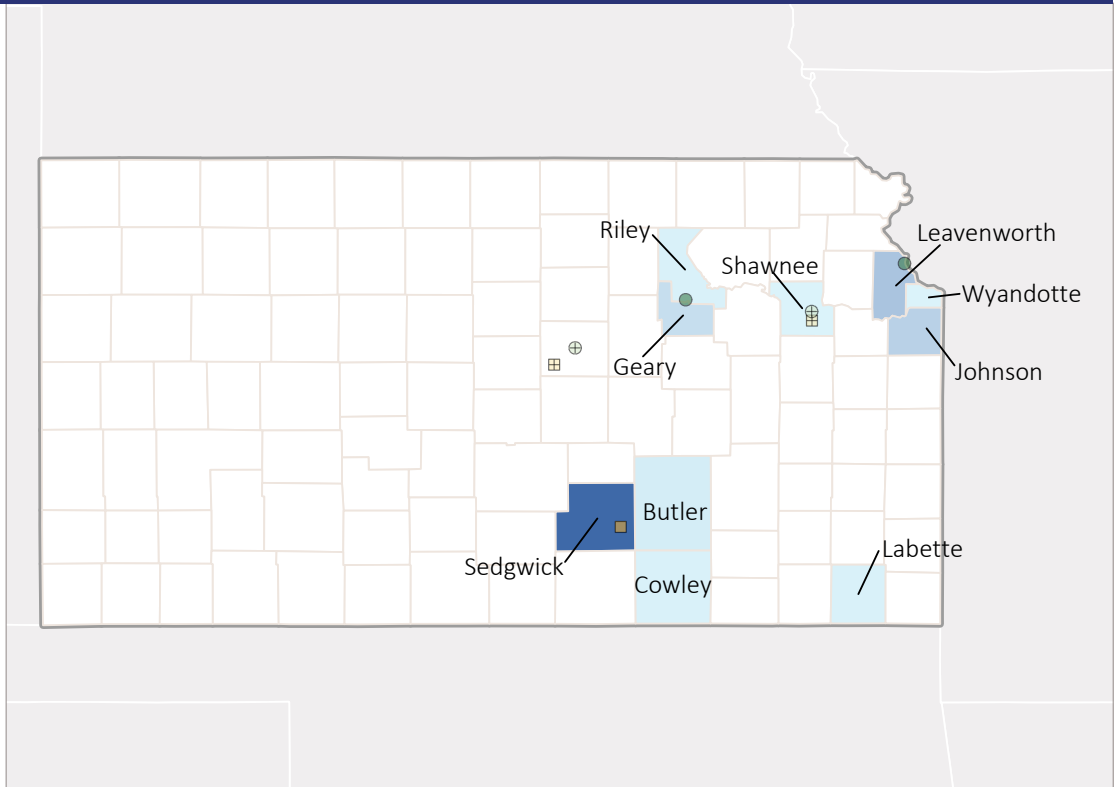 Riley
Leavenworth
Shawnee
Wyandotte
Geary
Johnson
Butler
Labette
Sedgwick
Cowley